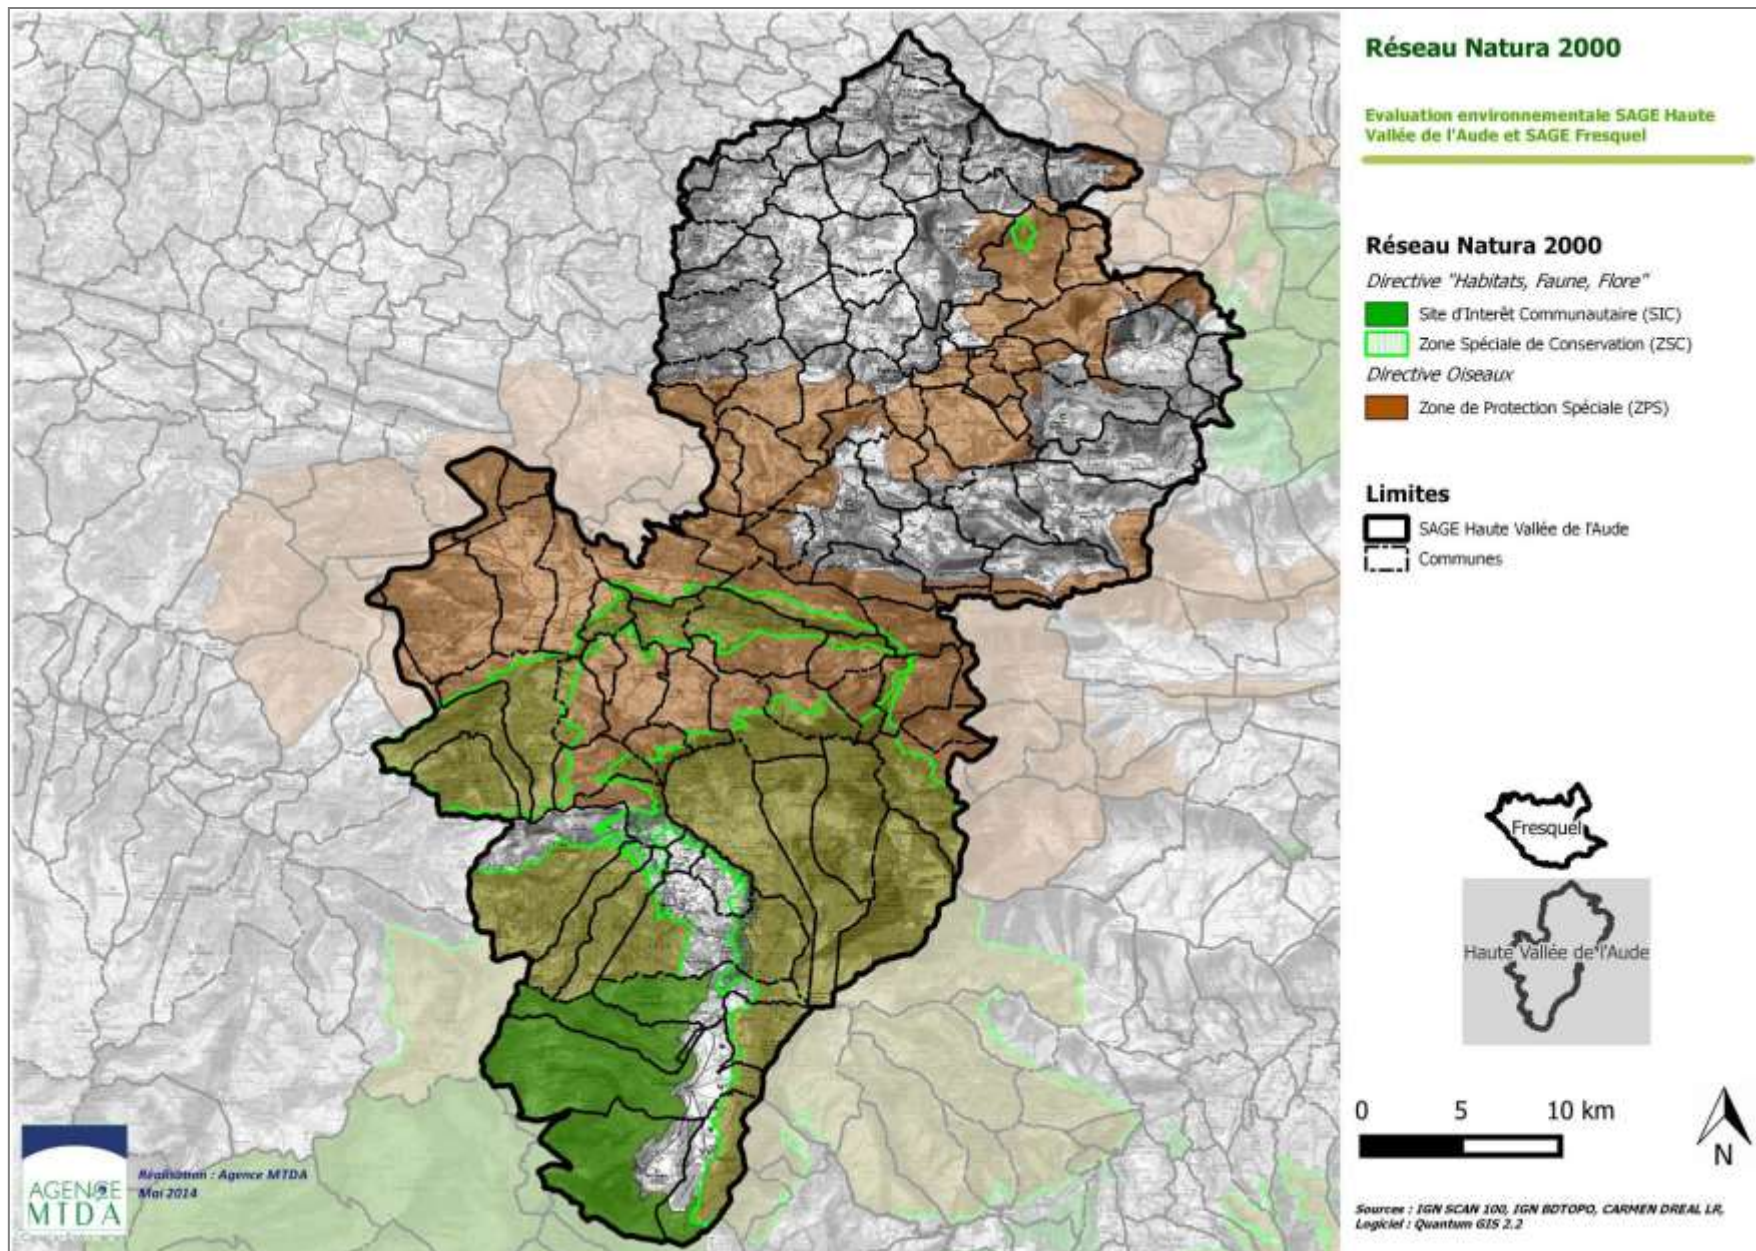 Réseau Natura 2000
Evaluation environnementale SAGE Haute
Vallée de l'Aude et SAGE Fresquel
Réseau Natura 2000
Directive "Habitats, Faune, Flore"
Site d'Interêt Communautaire (SIC)
Zone Spéciale de Conservation (ZSC)
Directive Oiseaux
Zone de Protection Spéciale (ZPS)
Limites
SAGE Haute Vallée de l'Aude
Communes
Fresquel
Haute Vallée de l'Aude
0 5 10 km
N
AGENCE
MTDA
Réalisation : Agence MTDA
Mai 2014
Sources : IGN SCAN 100, IGN BDTOPO, CARMEN DREAL LR,
Logiciel : Quantum GIS 2.2